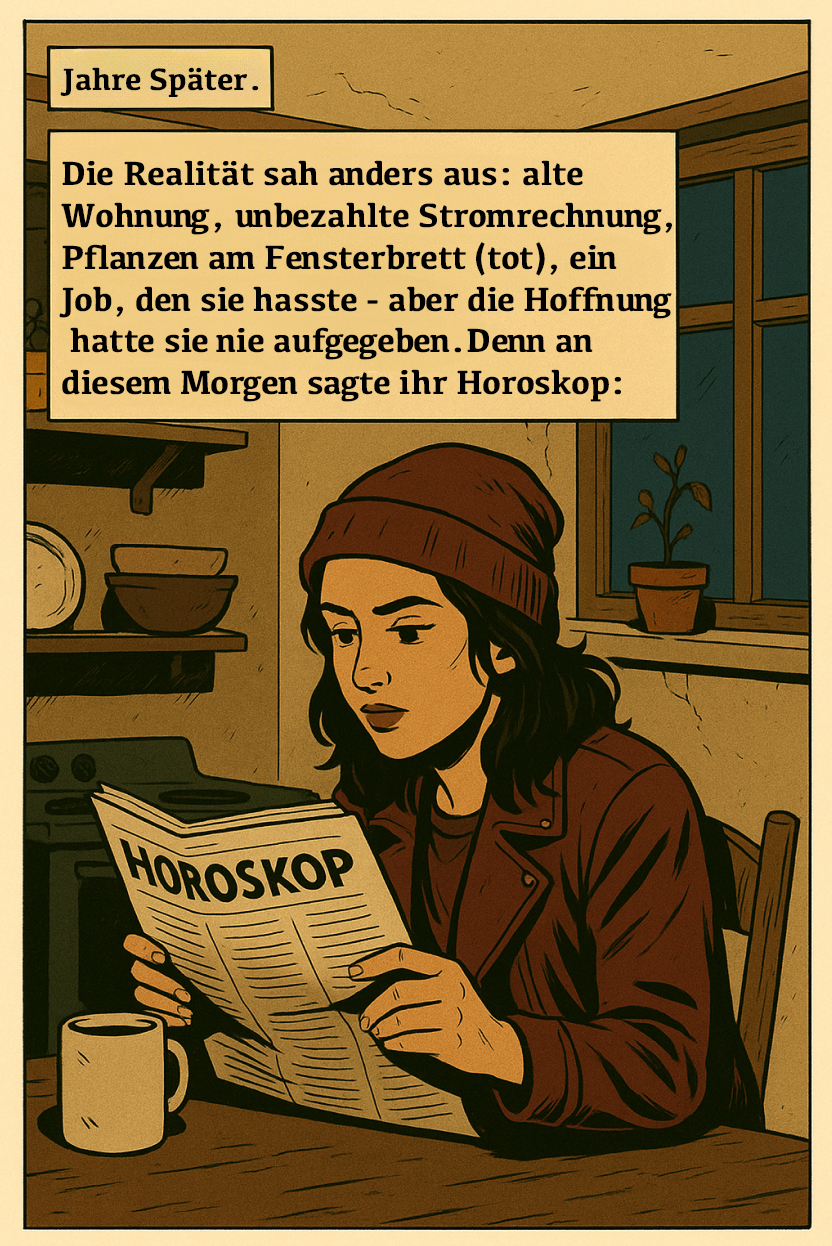 Jahre Später.
Die Realität sah anders aus: alte
Wohnung, unbezahlte Stromrechnung,
Pflanzen am Fensterbrett (tot), ein
Job, den sie hasste - aber die Hoffnung
hatte sie nie aufgegeben.Denn an
diesem Morgen sagte ihr Horoskop:
HOROSKOP